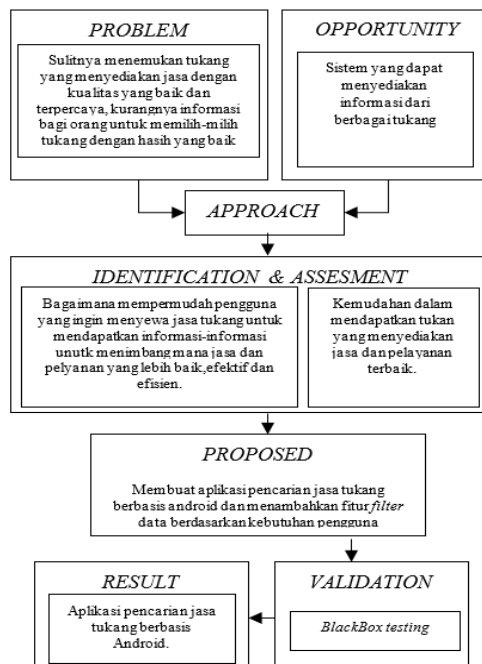 PROBLEM
Sulitnya menemukan tukang
yang menyediakan jasa dengan
kualitas yang baik dan
terpercaya, kurangnya informasi
bagi orang untuk memilih-milih
tukang dengan hasih yang baik
OPPORTUNITY
Sistem yang dapat
menyediakan
informasi dari
berbagai tukang
APPROACH
IDENTIFICATION & ASSESMENT
Bagaimana mempermudah pengguna
yang ingin menyewa jasa tukang untuk
mendapatkan informasi-informasi
unutk menimbang mana jasa dan
pelyanan yang lebih baik,efektif dan
efisien.
Kemudahan dalam
mendapatkan tukan
yang menyediakan
jasa dan pelayanan
terbaik.
PROPOSED
Membuat aplikasi pencarian jasa tukang
berbasis android dan menambahkan fitur filter
data berdasarkan kebutuhan pengguna
RESULT
Aplikasi pencarian jasa
tukang berbasis
Android.
VALIDATION
BlackBox testing